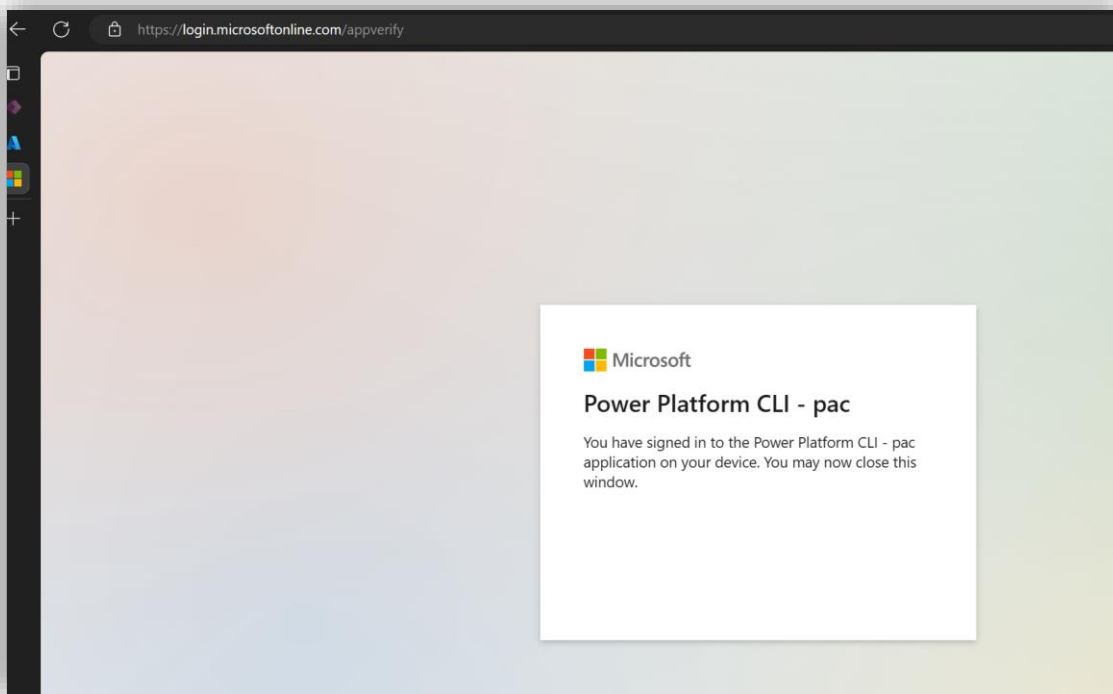 https://login.microsoftonline.com/appverify
Microsoft
Power Platform CLI - pac
You have signed in to the Power Platform CLI - pac
application on your device. You may now close this
window.